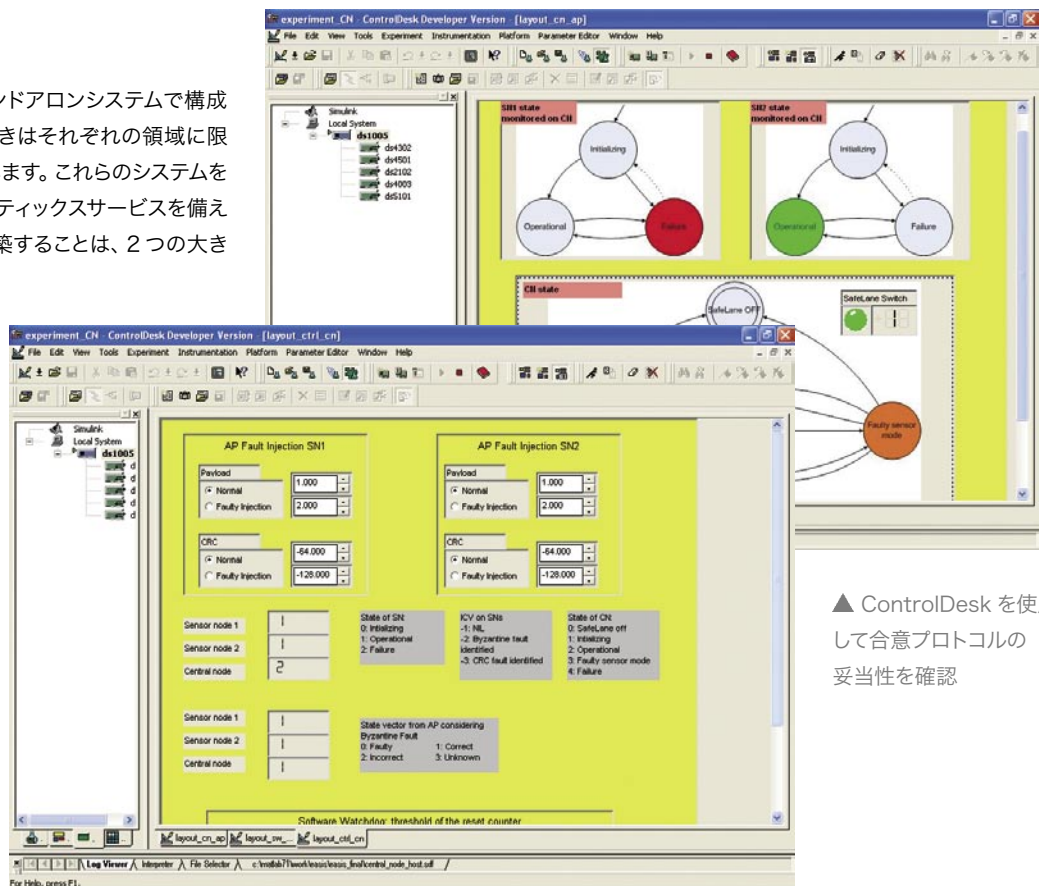 ンドアロンシステムで構成
きはそれぞれの領域に限
ます。これらのシステムを
ティックスサービスを備え
築することは、2 つの大き
experiment_CN - ControlDesk Developer Version - [layout_cn_ap]
File Edit View Tools Experiment Instrumentation Platform Parameter Editor Window Help
Simulink
Local System
ds1005
ds4302
ds4501
ds2102
ds4003
ds5101
SN1 state
monitored on CN
Initializing
Operational
Failure
SN2 state
monitored on CN
Initializing
Operational
Failure
CN state
SafeLane OFF
SafeLane Switch
1
Faulty sensor
mode
experiment_CN - ControlDesk Developer Version - [layout_ctrl_cn]
File Edit View Tools Experiment Instrumentation Platform Parameter Editor Window Help
Simulink
Local System
ds1005
d
d
d
d
d
AP Fault Injection SN1
Payload
Normal 1.000
Faulty Injection 2.000
CRC
Normal -64.000
Faulty Injection -128.000
AP Fault Injection SN2
Payload
Normal 1.000
Faulty Injection 2.000
CRC
Normal -64.000
Faulty Injection -128.000
Sensor node 1 1
Sensor node 2 1
Central node 2
State of SN:
0: Intializing
1: Operational
2: Failure
ICV on SNs
-1: NIL
-2: Byzantine fault
identified
-3: CRC fault identified
State of CN:
0: SafeLane off
1: Intializing
2: Operational
3: Faulty sensor mode
4: Failure
Sensor node 1 1
Sensor node 2 1
Central node 1
State vector from AP considering
Byzantine Fault
0: Faulty 1: Correct
2: Incorrect 3: Unknown
Software Watchdog: threshold of the reset counter
layout_cn_ap layout_sw_... layout_ctrl_cn
Log Viewer Interpreter File Selector c:\matlab71\work\easis\easis_final\central_node_host.sdf
For Help, press F1.
▲ ControlDesk を使
して合意プロトコルの
妥当性を確認